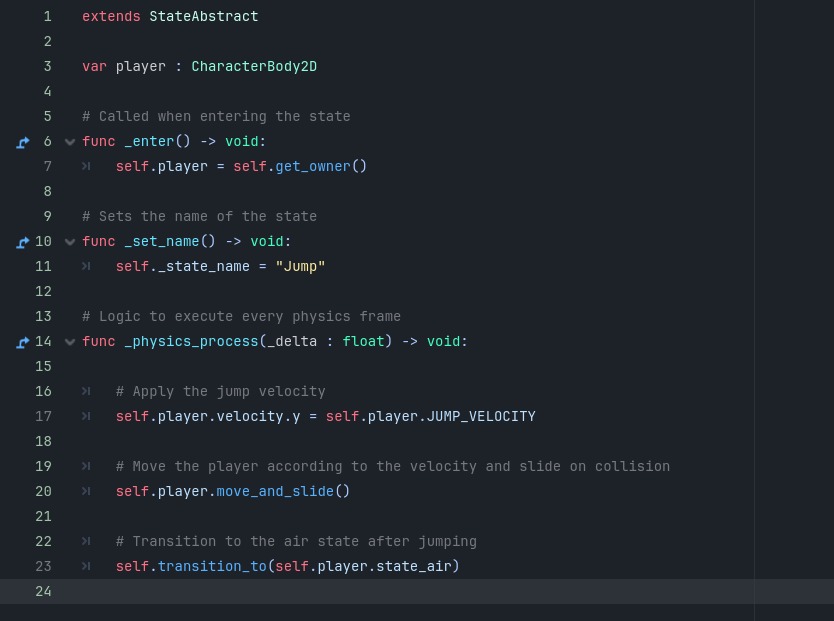 1 extends StateAbstract
2
3 var player : CharacterBody2D
4
5 # Called when entering the state
6 func _enter() -> void:
7 self.player = self.get_owner()
8
9 # Sets the name of the state
10 func _set_name() -> void:
11 self._state_name = "Jump"
12
13 # Logic to execute every physics frame
14 func _physics_process(_delta : float) -> void:
15
16 # Apply the jump velocity
17 self.player.velocity.y = self.player.JUMP_VELOCITY
18
19 # Move the player according to the velocity and slide on collision
20 self.player.move_and_slide()
21
22 # Transition to the air state after jumping
23 self.transition_to(self.player.state_air)
24